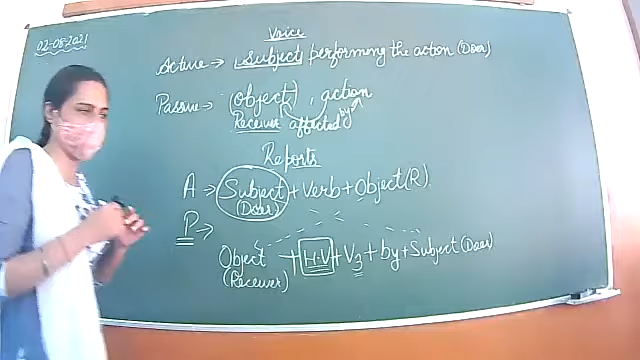 02-08-2021
Voice
Active → Subject performing the action (Doer)
Passive → (object), action
Receiver affected by
Reports
A → Subject + Verb + Object (R)
(Doer)
P →
Object + H.V + V3 + by + Subject (Doer)
(Receiver)